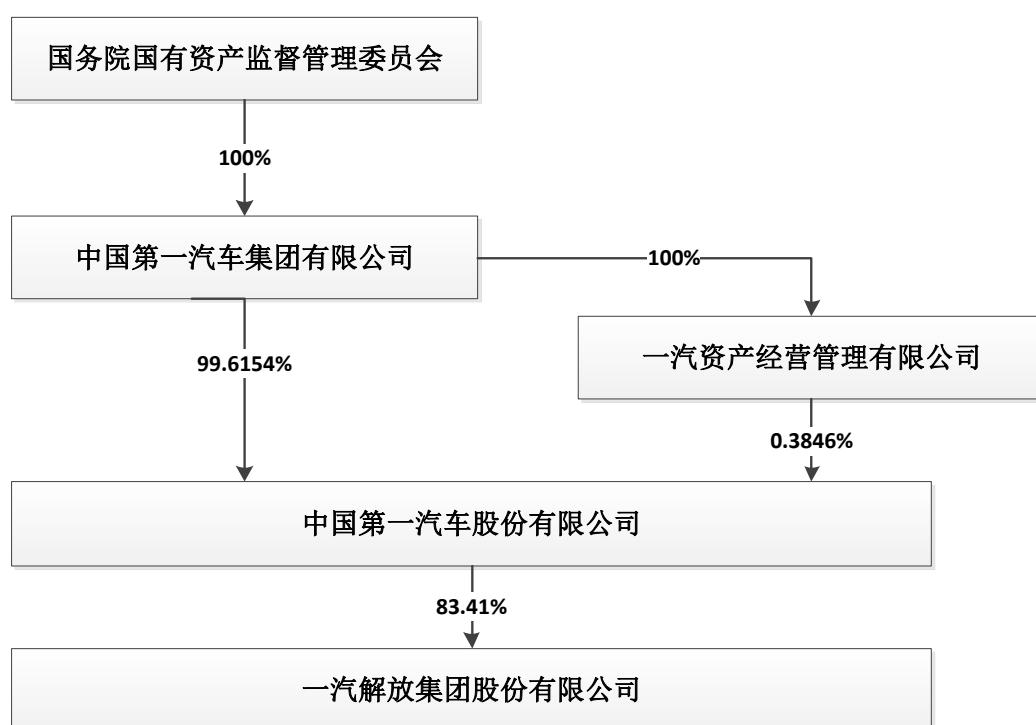 国务院国有资产监督管理委员会
100%
中国第一汽车集团有限公司
100%
99.6154%
一汽资产经营管理有限公司
0.3846%
中国第一汽车股份有限公司
83.41%
一汽解放集团股份有限公司